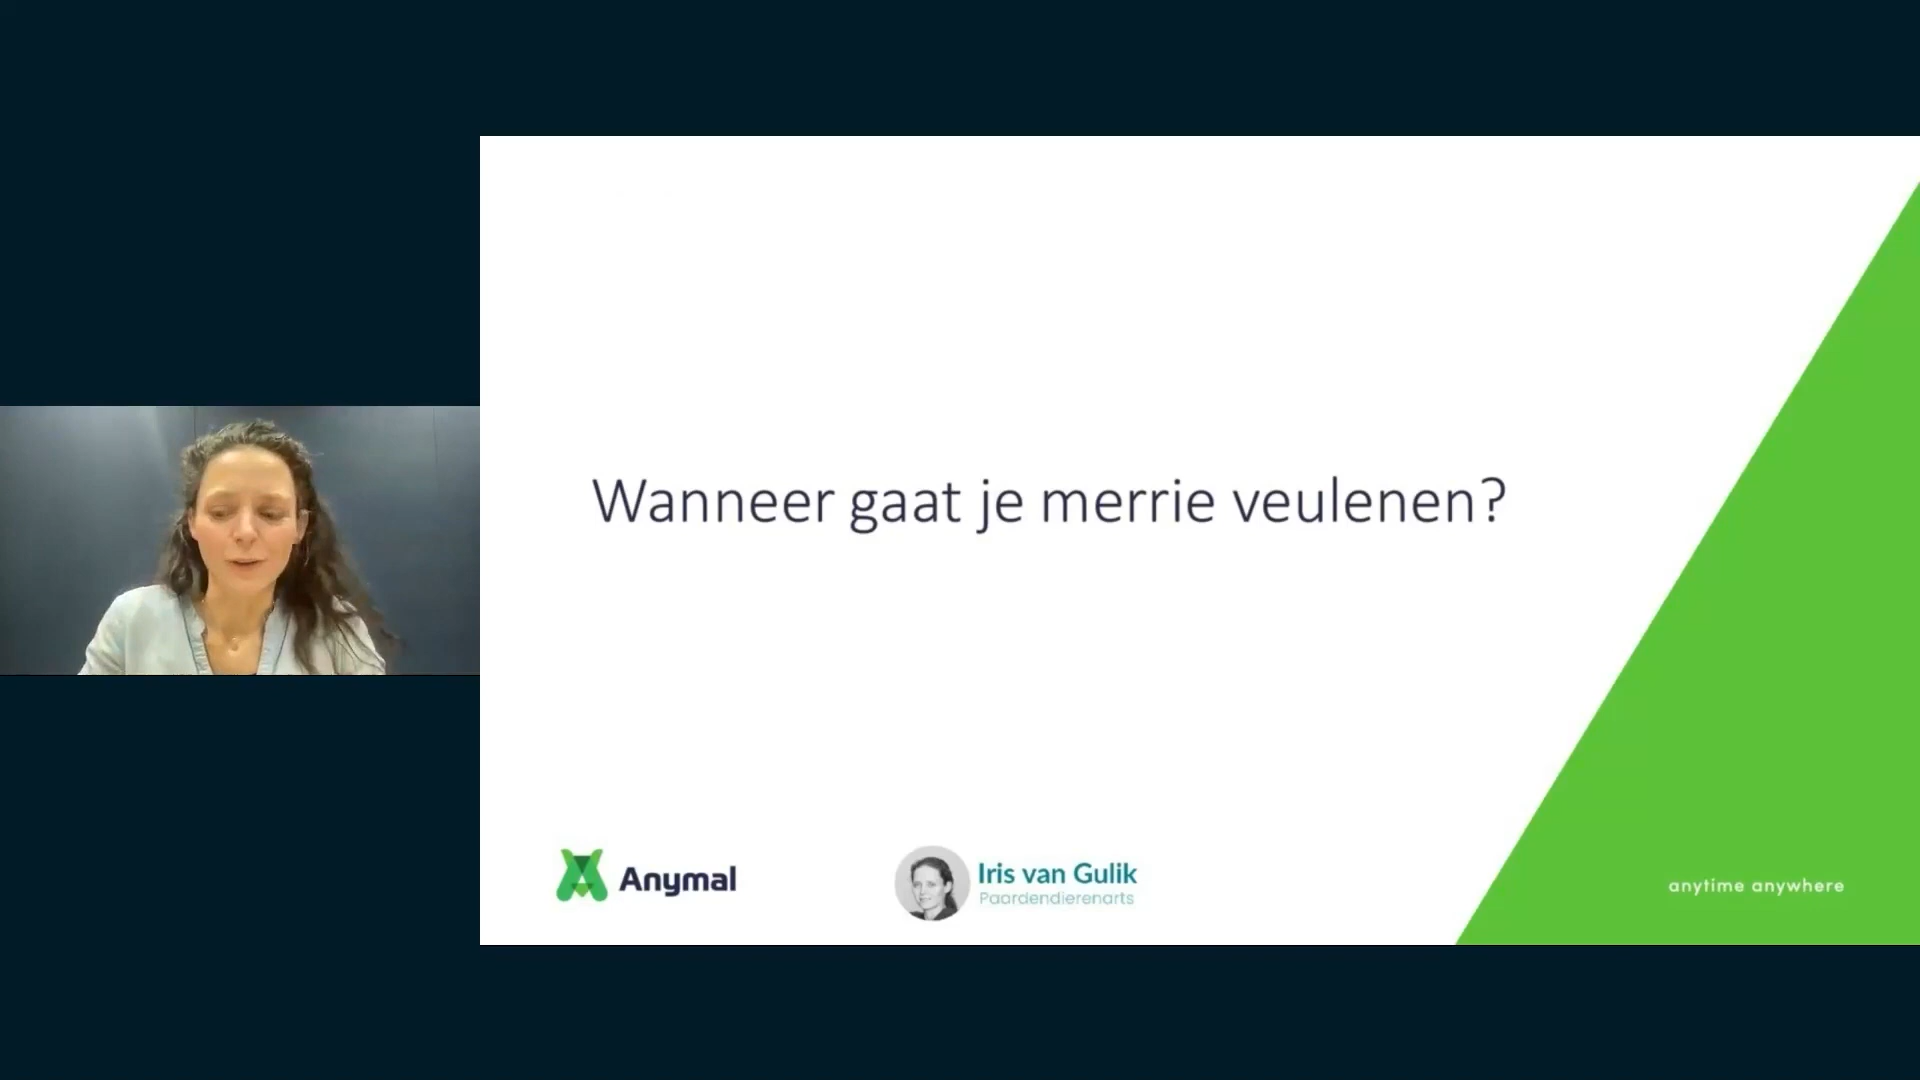 Wanneer gaat je merrie veulenen?
Anymal
Iris van Gulik
Paardendierenarts
anytime anywhere